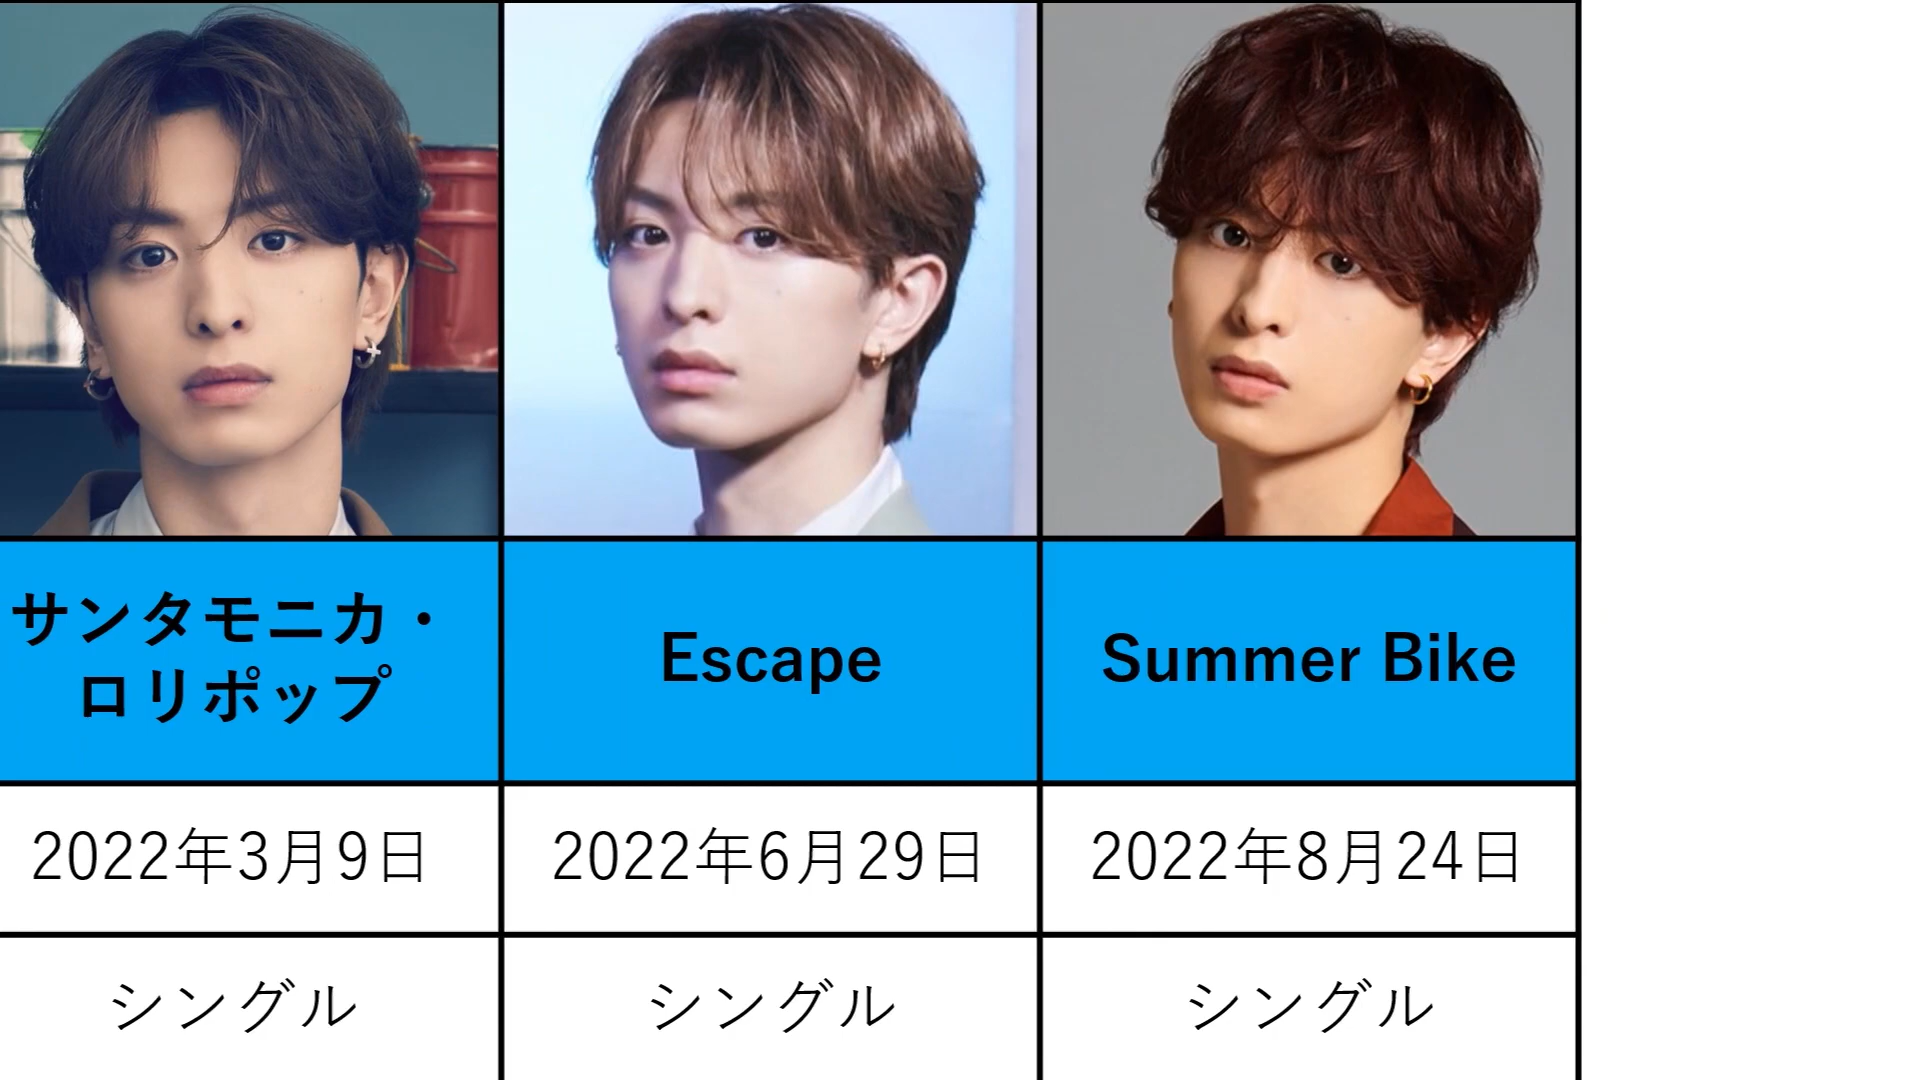 サンタモニカ・
ロリポップ
Escape
Summer Bike
2022年3月9日
2022年6月29日
2022年8月24日
シングル
シングル
シングル